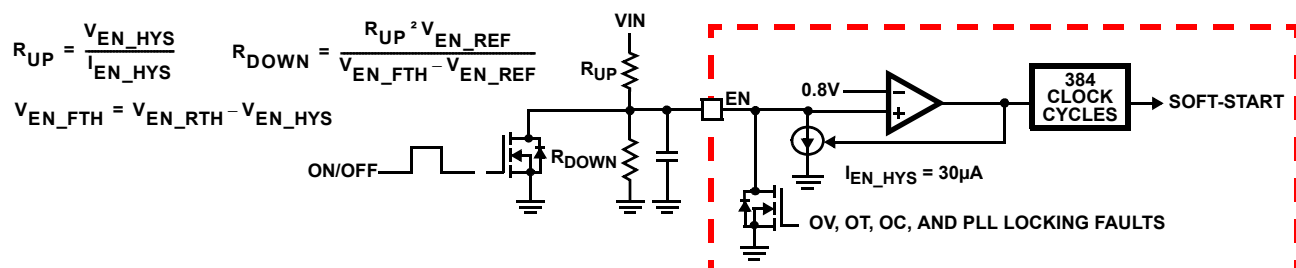 R_UP = V_EN_HYS / I_EN_HYS
R_DOWN = R_UP ² V_EN_REF / V_EN_FTH − V_EN_REF
V_EN_FTH = V_EN_RTH − V_EN_HYS
VIN
R_UP
ON/OFF
R_DOWN
EN
0.8V
−
+
384
CLOCK
CYCLES
SOFT-START
I_EN_HYS = 30µA
OV, OT, OC, AND PLL LOCKING FAULTS